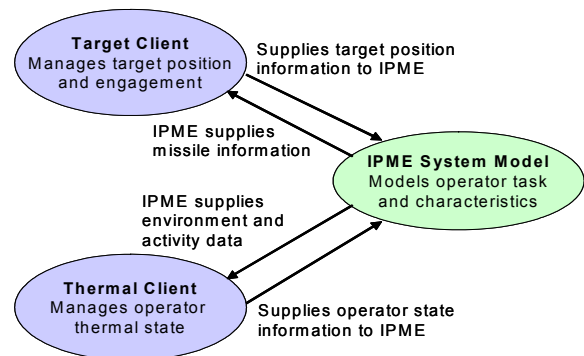 Target Client
Manages target position
and engagement
Supplies target position
information to IPME
IPME supplies
missile information
IPME System Model
Models operator task
and characteristics
IPME supplies
environment and
activity data
Thermal Client
Manages operator
thermal state
Supplies operator state
information to IPME